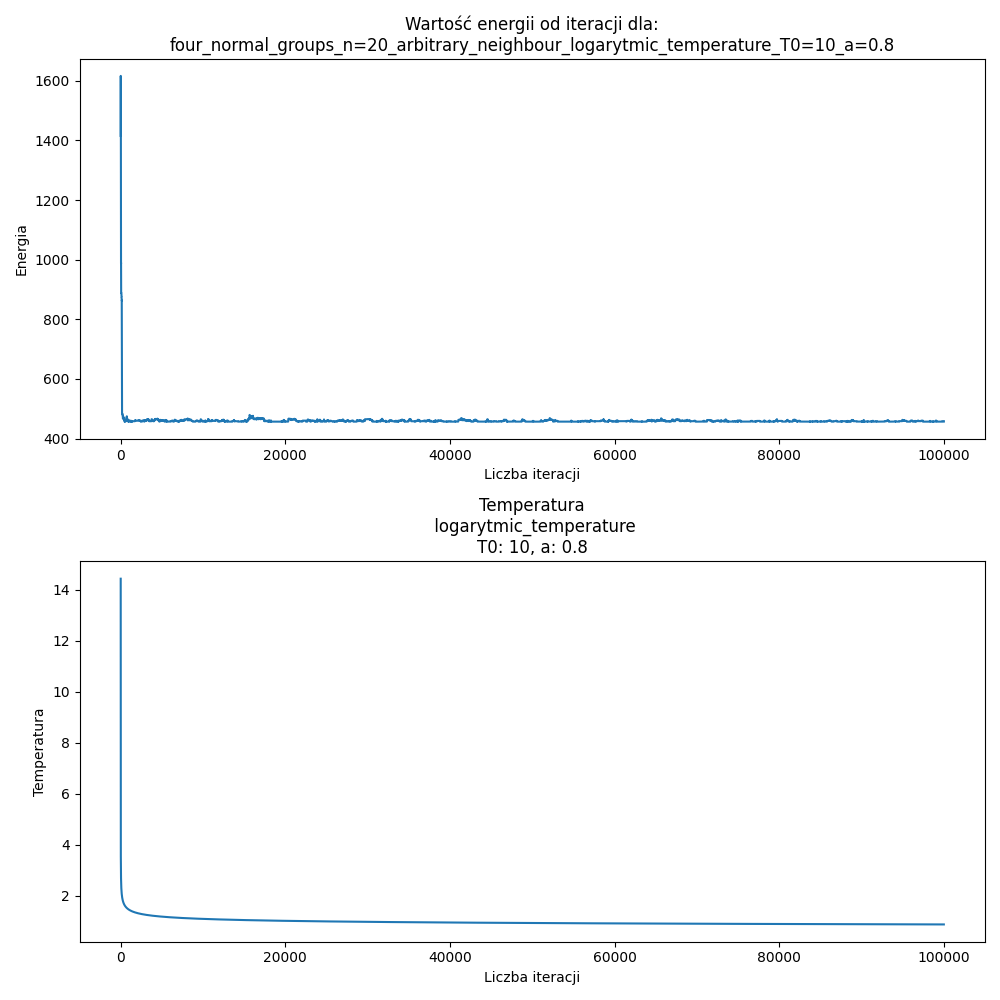 Wartość energii od iteracji dla:
four_normal_groups_n=20_arbitrary_neighbour_logarytmic_temperature_T0=10_a=0.8
1600
1400
1200
1000
800
600
400
Energia
0 20000 40000 60000 80000 100000
Liczba iteracji
Temperatura
logarytmic_temperature
T0: 10, a: 0.8
14
12
10
8
6
4
2
Temperatura
0 20000 40000 60000 80000 100000
Liczba iteracji